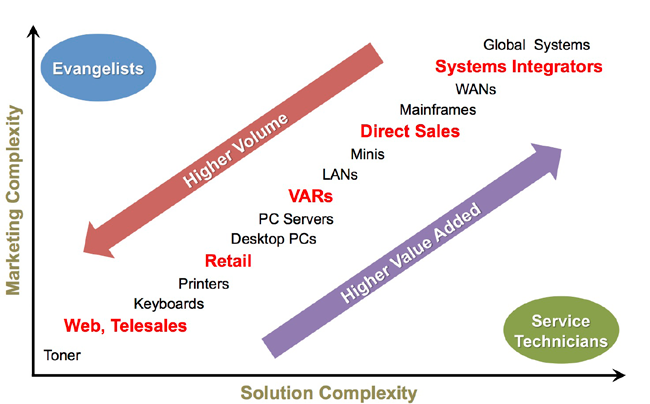 Global Systems
Evangelists
Systems Integrators
WANs
Mainframes
Direct Sales
Higher Volume
Minis
LANs
VARs
PC Servers
Desktop PCs
Higher Value Added
Retail
Printers
Keyboards
Web, Telesales
Service
Technicians
Toner
Marketing Complexity
Solution Complexity